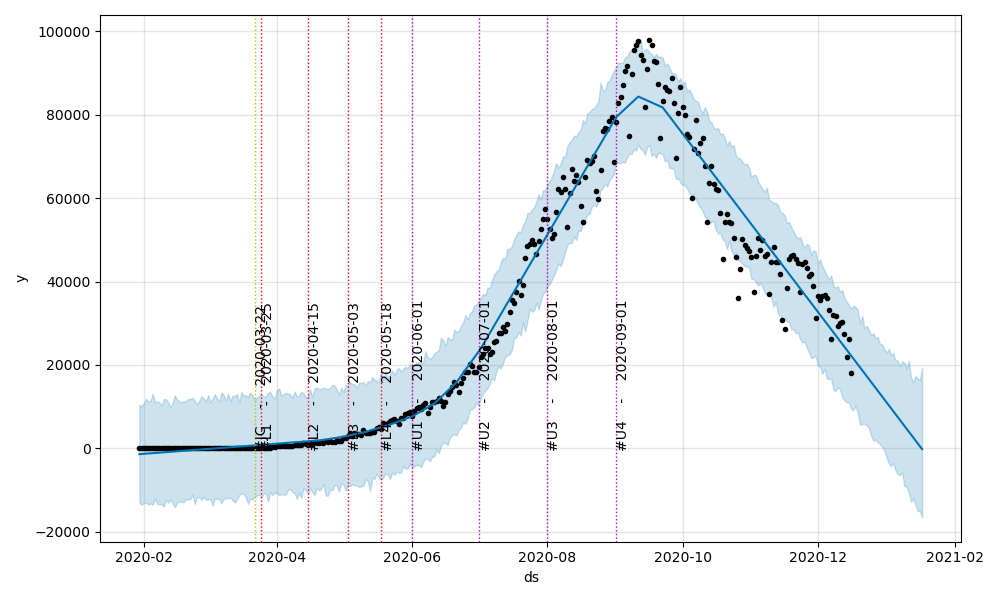 100000
80000
60000
40000
20000
0
−20000
y
#JC - 2020-03-22
#L1 - 2020-03-25
#L2 - 2020-04-15
#L3 - 2020-05-03
#L4 - 2020-05-18
#U1 - 2020-06-01
#U2 - 2020-07-01
#U3 - 2020-08-01
#U4 - 2020-09-01
2020-02 2020-04 2020-06 2020-08 2020-10 2020-12 2021-02
ds